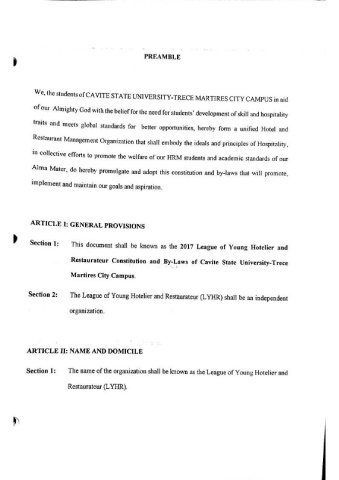 PREAMBLE
We, the students of CAVITE STATE UNIVERSITY-TRECE MARTIRES CITY CAMPUS in aid
of our Almighty God with the belief for the need for students' development of skill and hospitality
traits and meets global standards for better opportunities, hereby form a unified Hotel and
Restaurant Management Organization that shall embody the ideals and principles of Hospitality,
in collective efforts to promote the welfare of our HRM students and academic standards of our
Alma Mater, do hereby promulgate and adopt this constitution and by-laws that will promote,
implement and maintain our goals and aspiration.
ARTICLE I: GENERAL PROVISIONS
Section 1: This document shall be known as the 2017 League of Young Hotelier and
Restaurateur Constitution and By-Laws of Cavite State University-Trece
Martires City Campus.
Section 2: The League of Young Hotelier and Restaurateur (LYHR) shall be an independent
organization.
ARTICLE II: NAME AND DOMICILE
Section 1: The name of the organization shall be known as the League of Young Hotelier and
Restaurateur (LYHR).